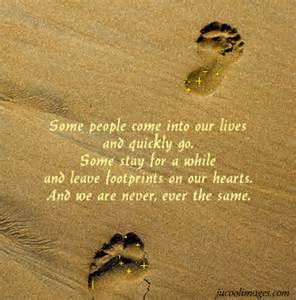 Some people come into our lives
and quickly go.
Some stay for a while
and leave footprints on our hearts.
And we are never, ever the same.
jucoolimages.com